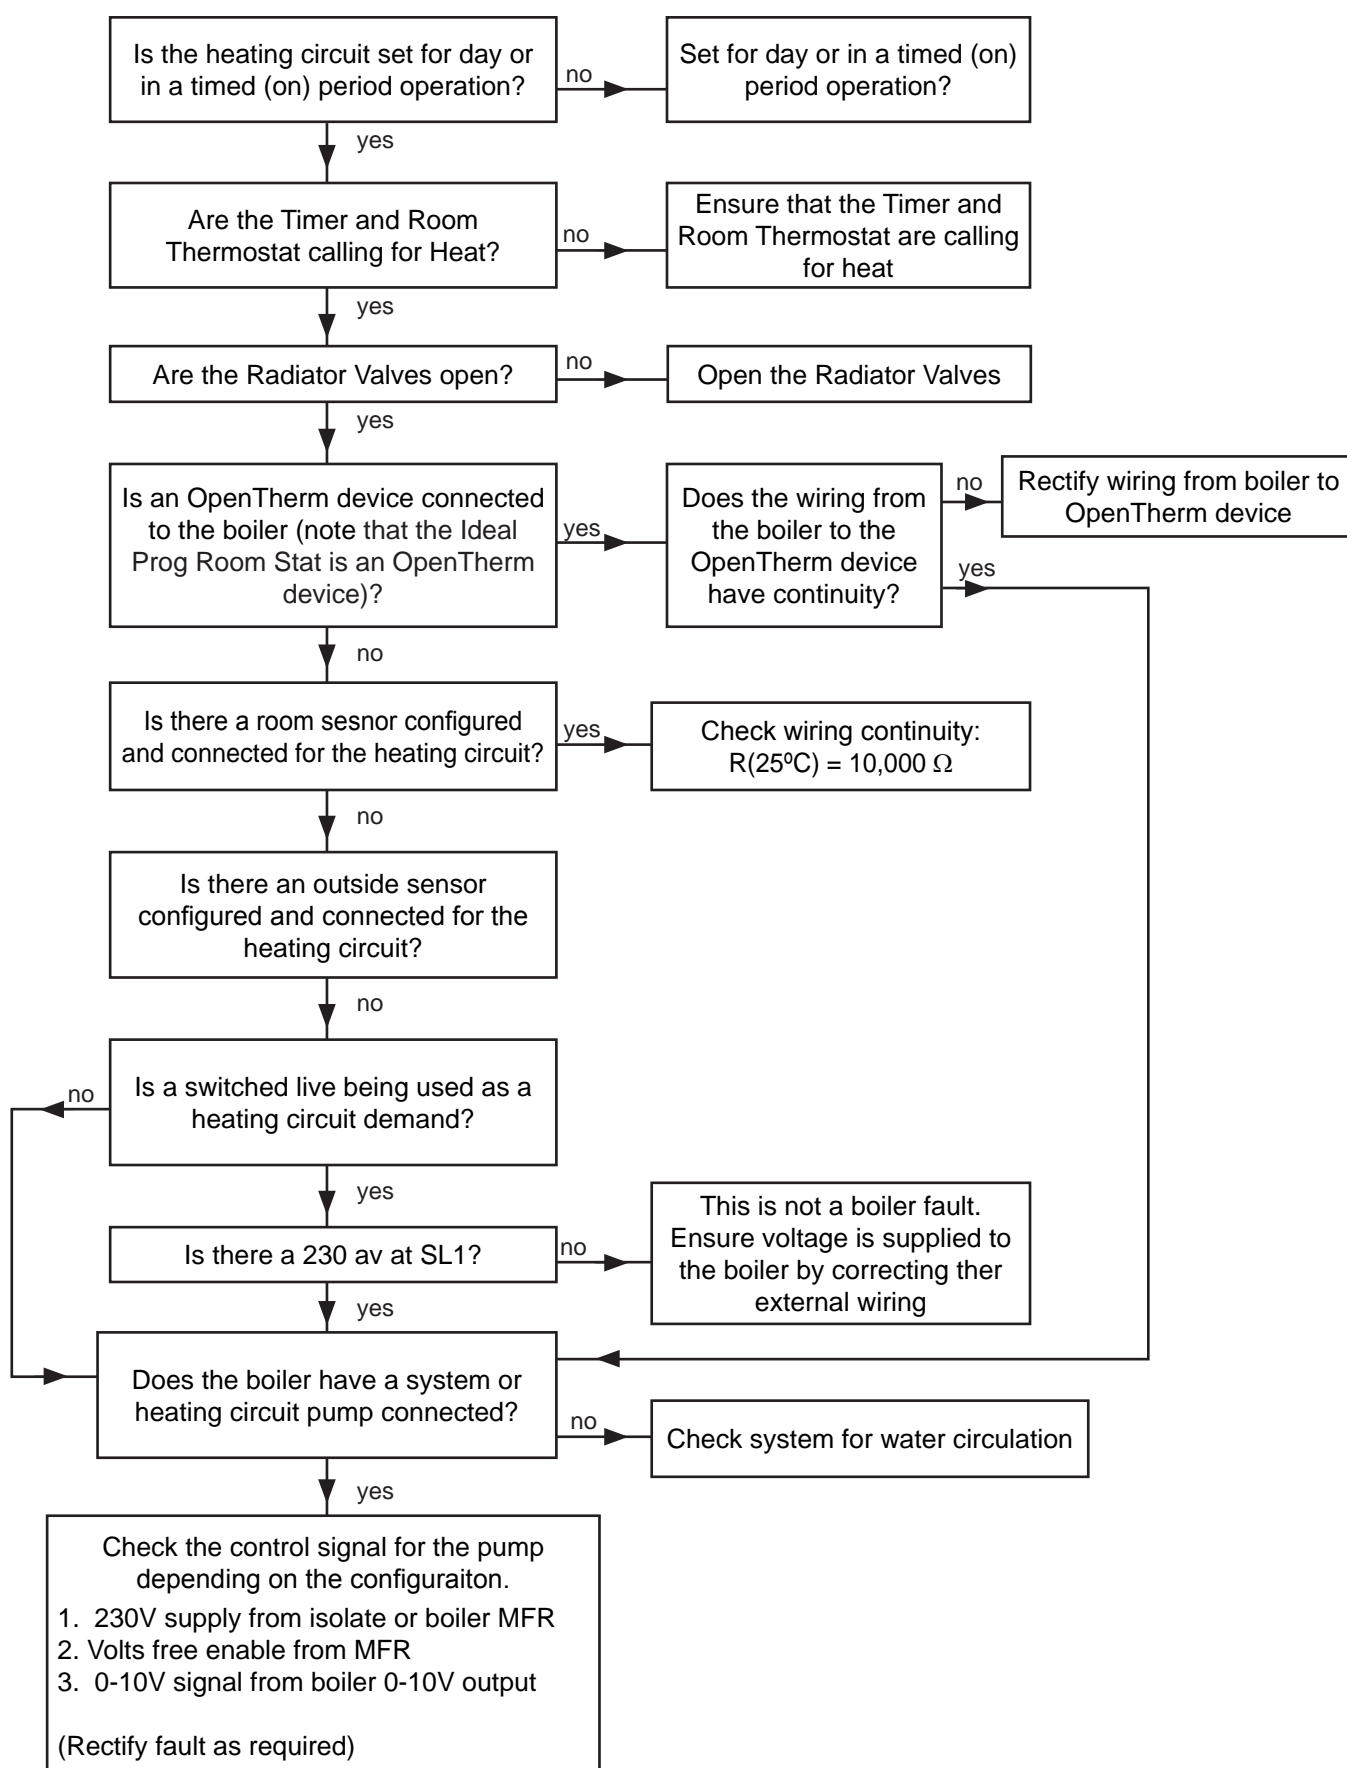 Is the heating circuit set for day or
in a timed (on) period operation?
no
Set for day or in a timed (on)
period operation?
yes
Are the Timer and Room
Thermostat calling for Heat?
no
Ensure that the Timer and
Room Thermostat are calling
for heat
yes
Are the Radiator Valves open?
no
Open the Radiator Valves
yes
Is an OpenTherm device connected
to the boiler (note that the Ideal
Prog Room Stat is an OpenTherm
device)?
yes
Does the wiring from
the boiler to the
OpenTherm device
have continuity?
no
Rectify wiring from boiler to
OpenTherm device
yes
no
Is there a room sesnor configured
and connected for the heating circuit?
yes
Check wiring continuity:
R(25ºC) = 10,000 Ω
no
Is there an outside sensor
configured and connected for the
heating circuit?
no
Is a switched live being used as a
heating circuit demand?
no
yes
Is there a 230 av at SL1?
no
This is not a boiler fault.
Ensure voltage is supplied to
the boiler by correcting ther
external wiring
yes
Does the boiler have a system or
heating circuit pump connected?
no
Check system for water circulation
yes
Check the control signal for the pump
depending on the configuraiton.
1. 230V supply from isolate or boiler MFR
2. Volts free enable from MFR
3. 0-10V signal from boiler 0-10V output
(Rectify fault as required)